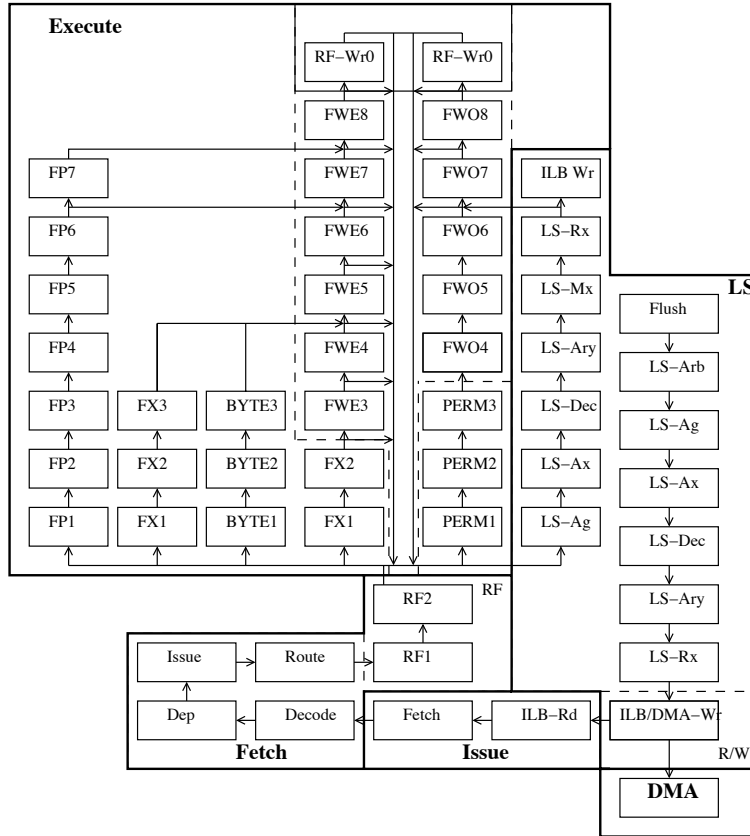 Execute
RF−Wr0 RF−Wr0
FWE8 FWO8
FP7 FWE7 FWO7 ILB Wr
FP6 FWE6 FWO6 LS−Rx
LS
FP5 FWE5 FWO5 LS−Mx Flush
FP4 FWE4 FWO4 LS−Ary LS−Arb
FP3 FX3 BYTE3 FWE3 PERM3 LS−Dec LS−Ag
FP2 FX2 BYTE2 FX2 PERM2 LS−Ax LS−Ax
FP1 FX1 BYTE1 FX1 PERM1 LS−Ag LS−Dec
RF2 RF LS−Ary
Issue Route RF1 LS−Rx
Dep Decode Fetch ILB−Rd ILB/DMA−Wr
Fetch Issue R/W
DMA